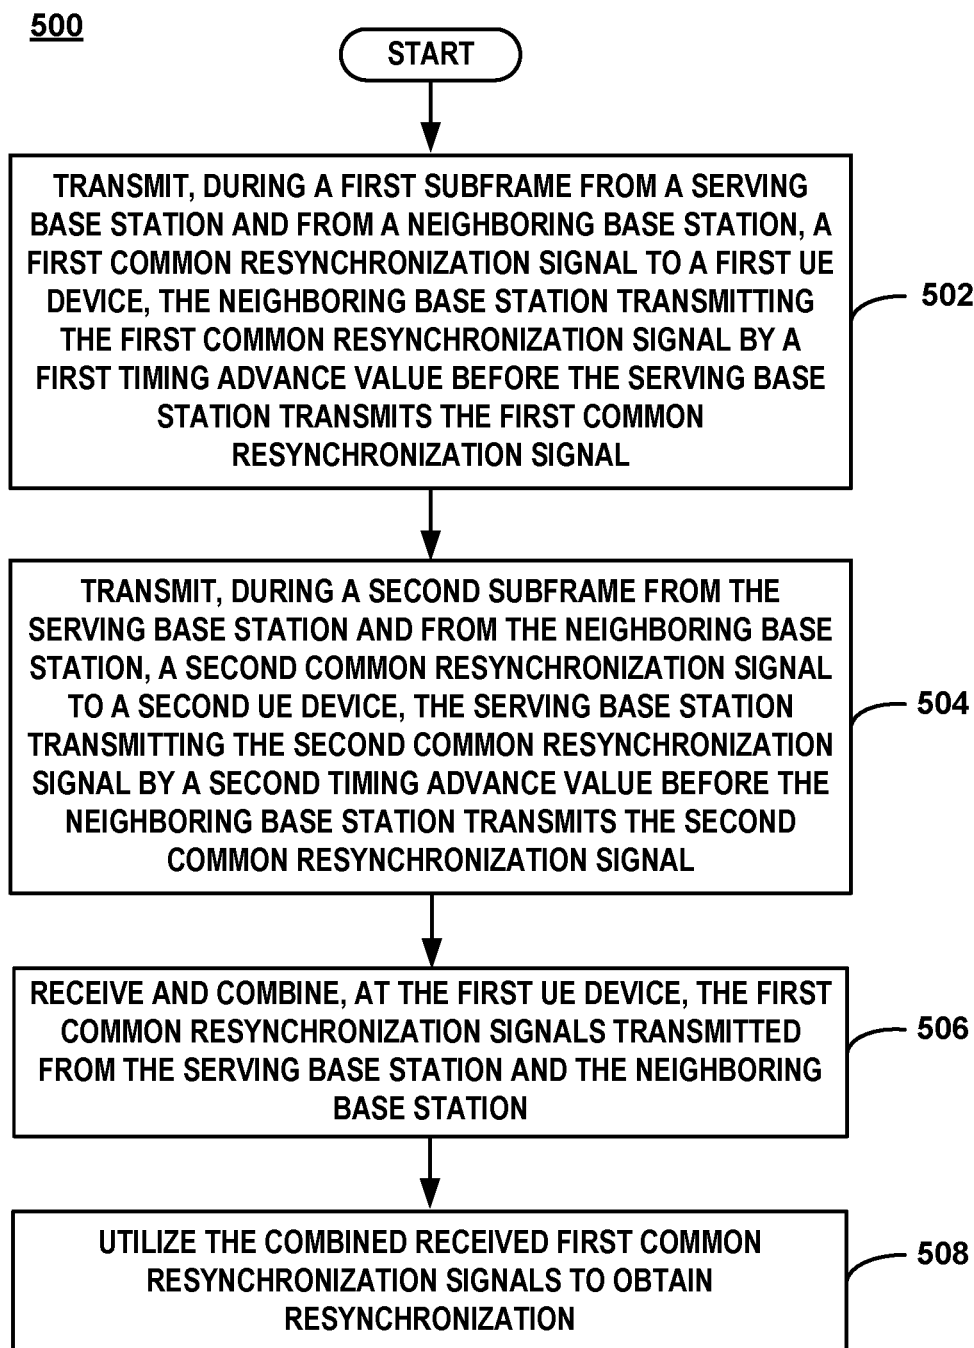 500
START
TRANSMIT, DURING A FIRST SUBFRAME FROM A SERVING
BASE STATION AND FROM A NEIGHBORING BASE STATION, A
FIRST COMMON RESYNCHRONIZATION SIGNAL TO A FIRST UE
DEVICE, THE NEIGHBORING BASE STATION TRANSMITTING
THE FIRST COMMON RESYNCHRONIZATION SIGNAL BY A
FIRST TIMING ADVANCE VALUE BEFORE THE SERVING BASE
STATION TRANSMITS THE FIRST COMMON
RESYNCHRONIZATION SIGNAL
502
TRANSMIT, DURING A SECOND SUBFRAME FROM THE
SERVING BASE STATION AND FROM THE NEIGHBORING BASE
STATION, A SECOND COMMON RESYNCHRONIZATION SIGNAL
TO A SECOND UE DEVICE, THE SERVING BASE STATION
TRANSMITTING THE SECOND COMMON RESYNCHRONIZATION
SIGNAL BY A SECOND TIMING ADVANCE VALUE BEFORE THE
NEIGHBORING BASE STATION TRANSMITS THE SECOND
COMMON RESYNCHRONIZATION SIGNAL
504
RECEIVE AND COMBINE, AT THE FIRST UE DEVICE, THE FIRST
COMMON RESYNCHRONIZATION SIGNALS TRANSMITTED
FROM THE SERVING BASE STATION AND THE NEIGHBORING
BASE STATION
506
UTILIZE THE COMBINED RECEIVED FIRST COMMON
RESYNCHRONIZATION SIGNALS TO OBTAIN
RESYNCHRONIZATION
508